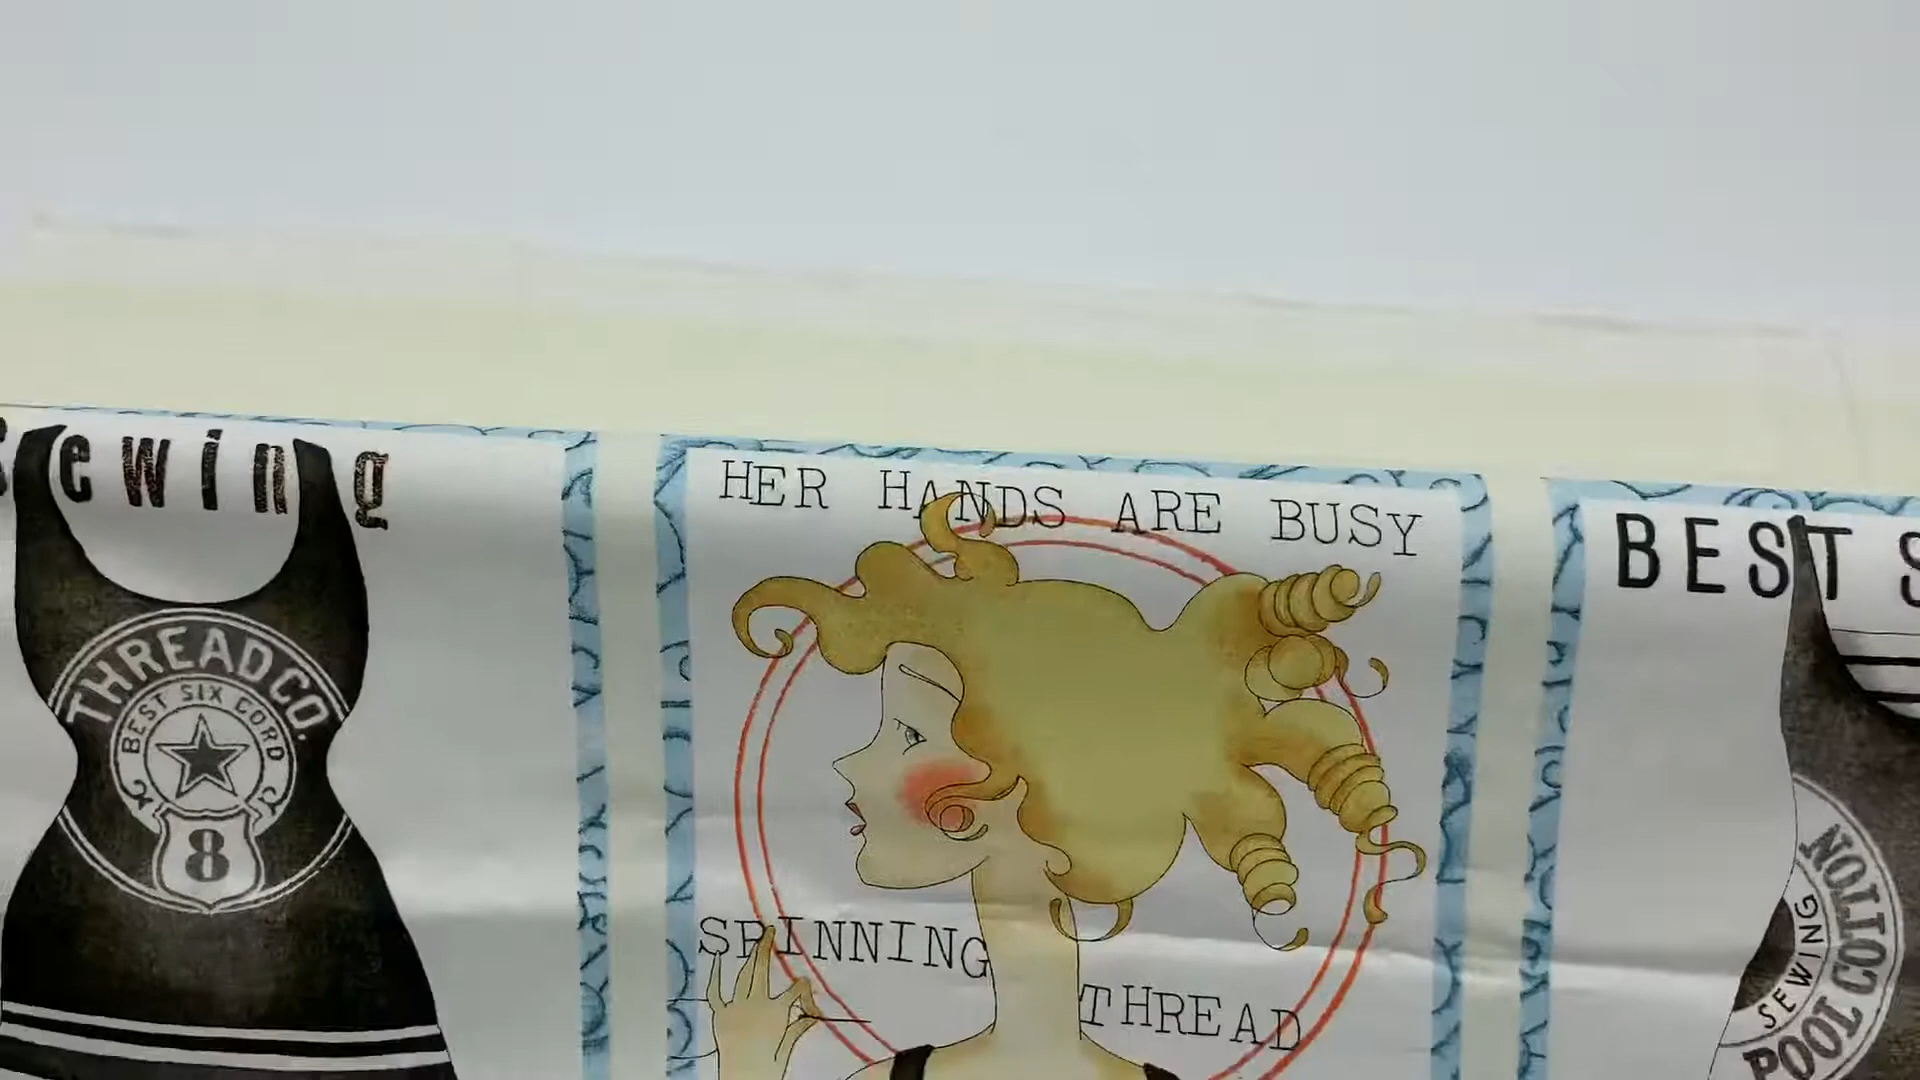 Sewing
THREAD CO.
BEST SIX CORD
8
HER HANDS ARE BUSY
SPINNING
THREAD
BEST S
SEWING
POOL COTTON